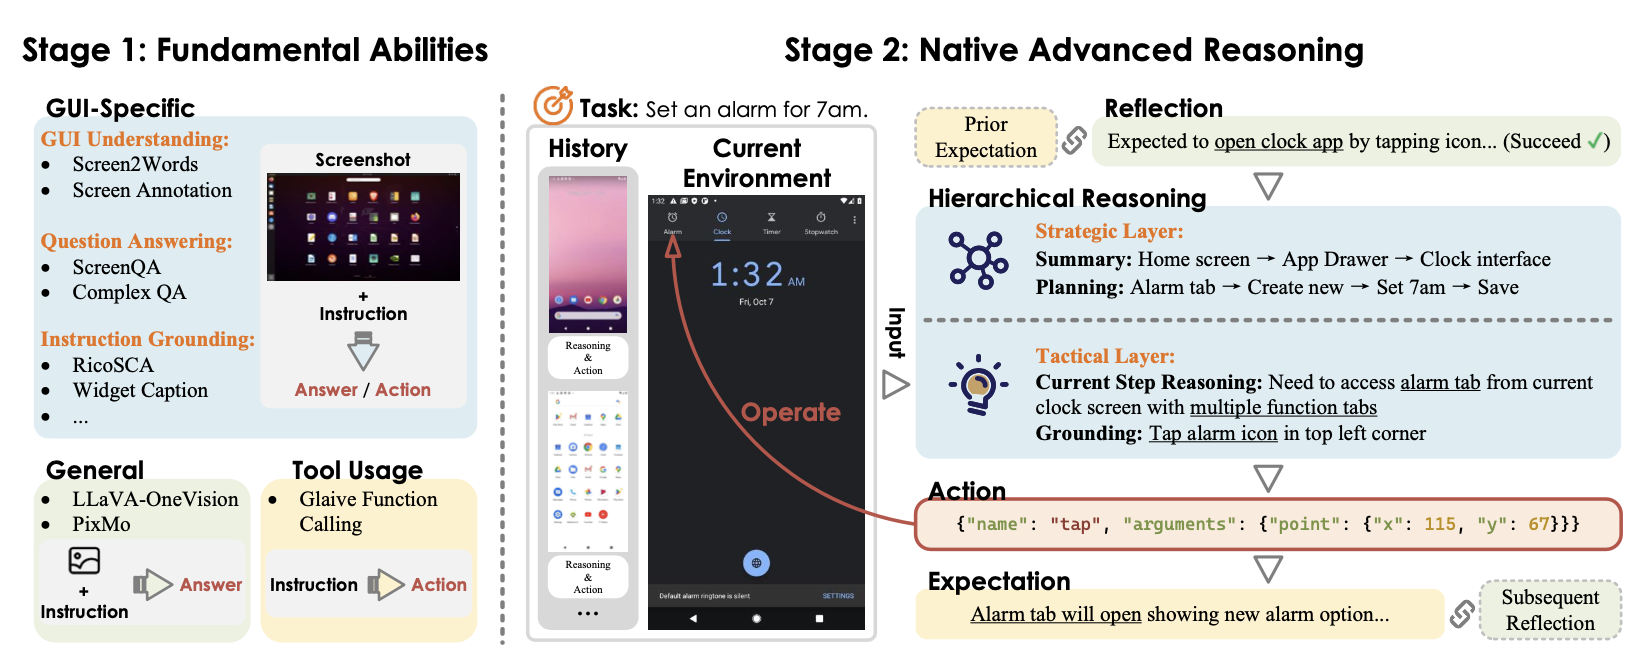 Stage 1: Fundamental Abilities
GUI-Specific
GUI Understanding:
• Screen2Words
• Screen Annotation
Question Answering:
• ScreenQA
• Complex QA
Instruction Grounding:
• RicoSCA
• Widget Caption
• ...
Screenshot
+
Instruction
Answer / Action
General
• LLaVA-OneVision
• PixMo
+
Instruction
Answer
Tool Usage
• Glaive Function
Calling
Instruction
Action
Stage 2: Native Advanced Reasoning
Task: Set an alarm for 7am.
History
Reasoning
&
Action
Reasoning
&
Action
...
Current
Environment
1:32
Alarm
Clock
Timer
Stopwatch
1:32 AM
Fri, Oct 7
Operate
Default alarm ringtone is silent
SETTINGS
Input
Prior
Expectation
Reflection
Expected to open clock app by tapping icon... (Succeed ✓)
Hierarchical Reasoning
Strategic Layer:
Summary: Home screen → App Drawer → Clock interface
Planning: Alarm tab → Create new → Set 7am → Save
Tactical Layer:
Current Step Reasoning: Need to access alarm tab from current
clock screen with multiple function tabs
Grounding: Tap alarm icon in top left corner
Action
{"name": "tap", "arguments": {"point": {"x": 115, "y": 67}}}
Expectation
Alarm tab will open showing new alarm option...
Subsequent
Reflection